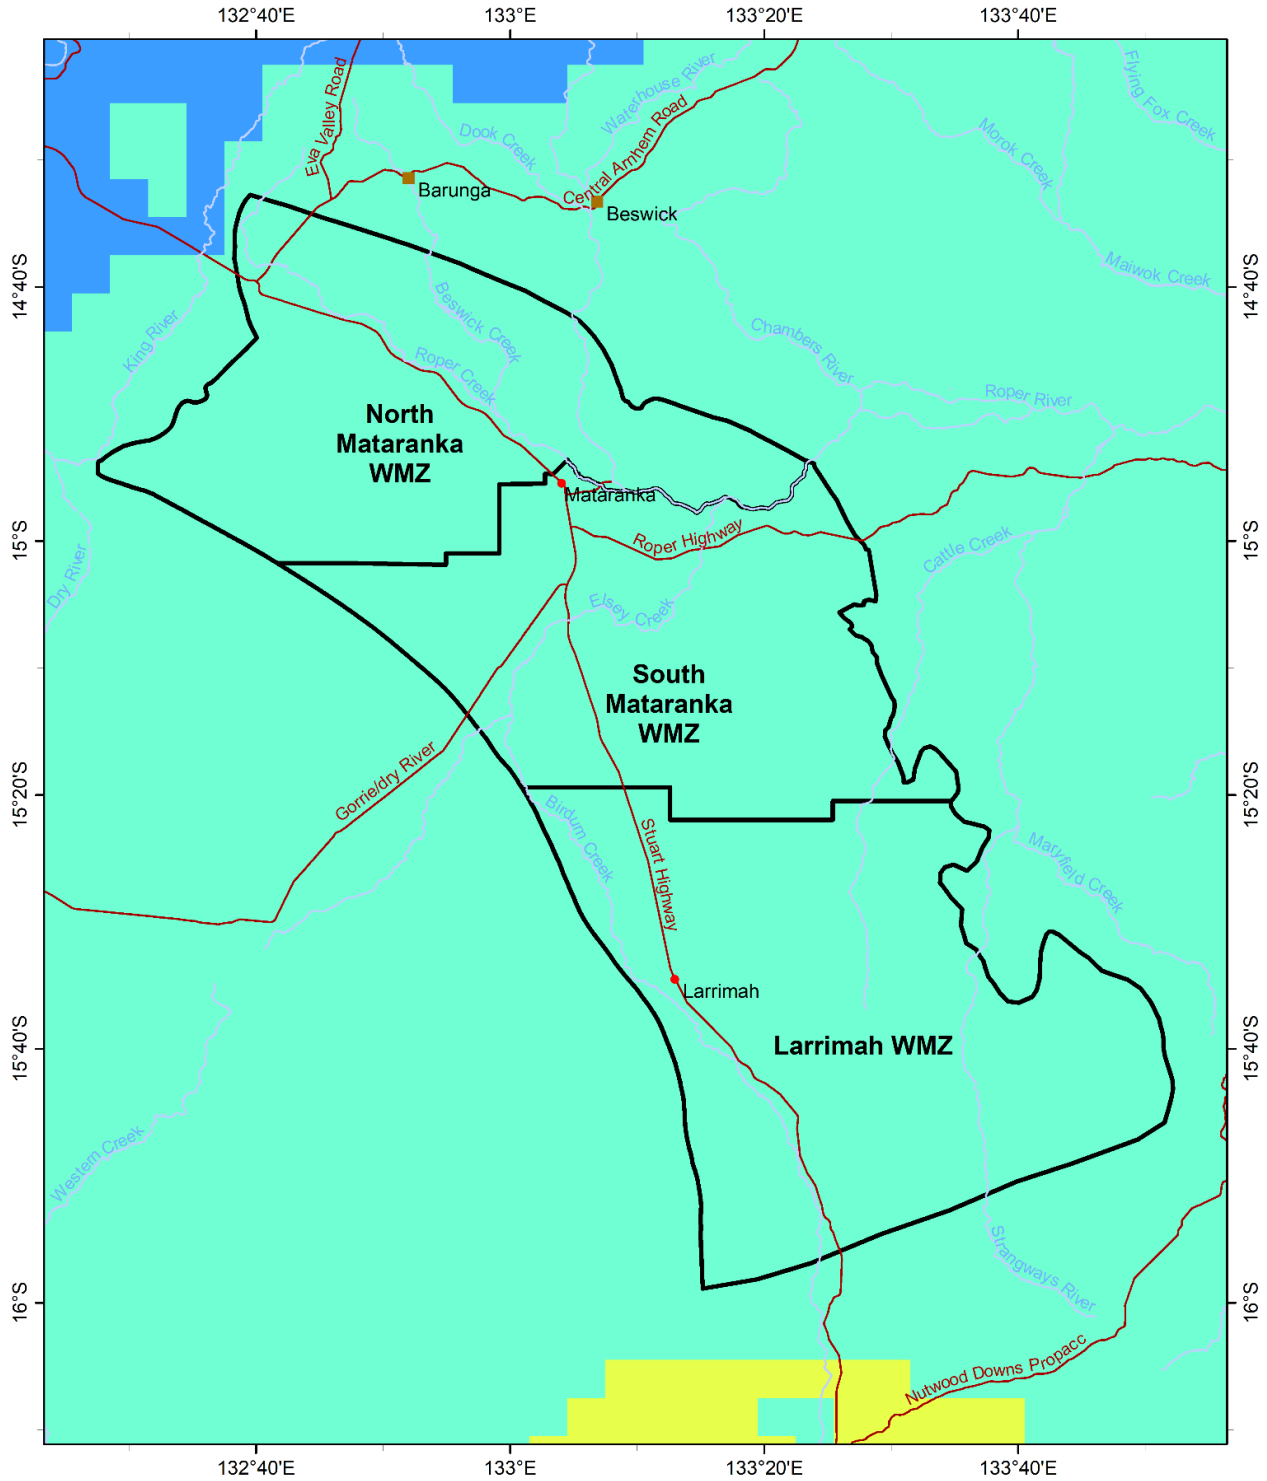 132°40'E
133°E
133°20'E
133°40'E
Eva Valley Road
Waterhouse River
Flying Fox Creek
Dook Creek
Central Arnhem Road
Morok Creek
Barunga
Beswick
14°40'S
14°40'S
Maiwok Creek
King River
Beswick Creek
Chambers River
Roper Creek
Roper River
North
Mataranka
WMZ
Mataranka
15°S
15°S
Roper Highway
Cattle Creek
Dry River
Elsey Creek
South
Mataranka
WMZ
Gorrie/dry River
15°20'S
15°20'S
Birdum Creek
Stuart Highway
Maryfield Creek
Larrimah
Larrimah WMZ
15°40'S
15°40'S
Western Creek
Strangways River
16°S
16°S
Nutwood Downs Propacc
132°40'E
133°E
133°20'E
133°40'E